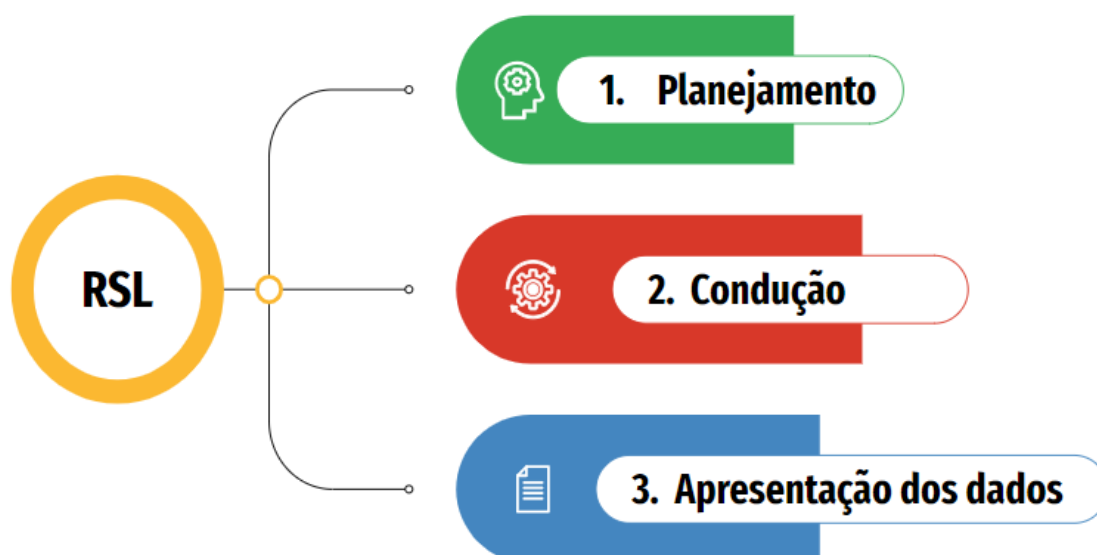 RSL
1. Planejamento
2. Condução
3. Apresentação dos dados